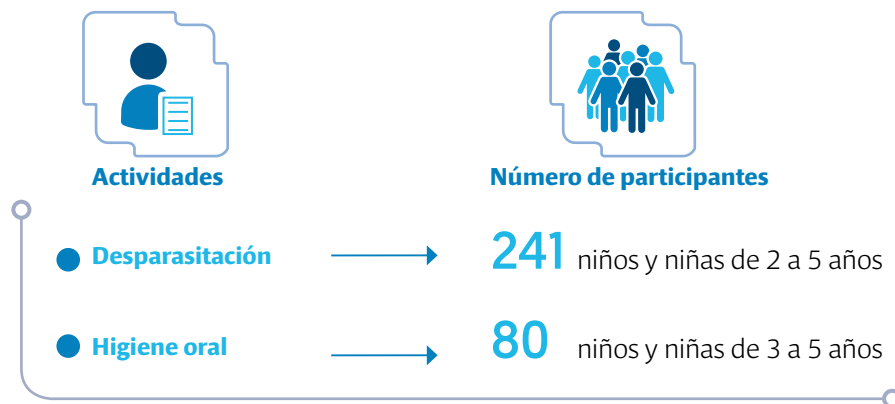 Actividades
Número de participantes
Desparasitación
241 niños y niñas de 2 a 5 años
Higiene oral
80 niños y niñas de 3 a 5 años